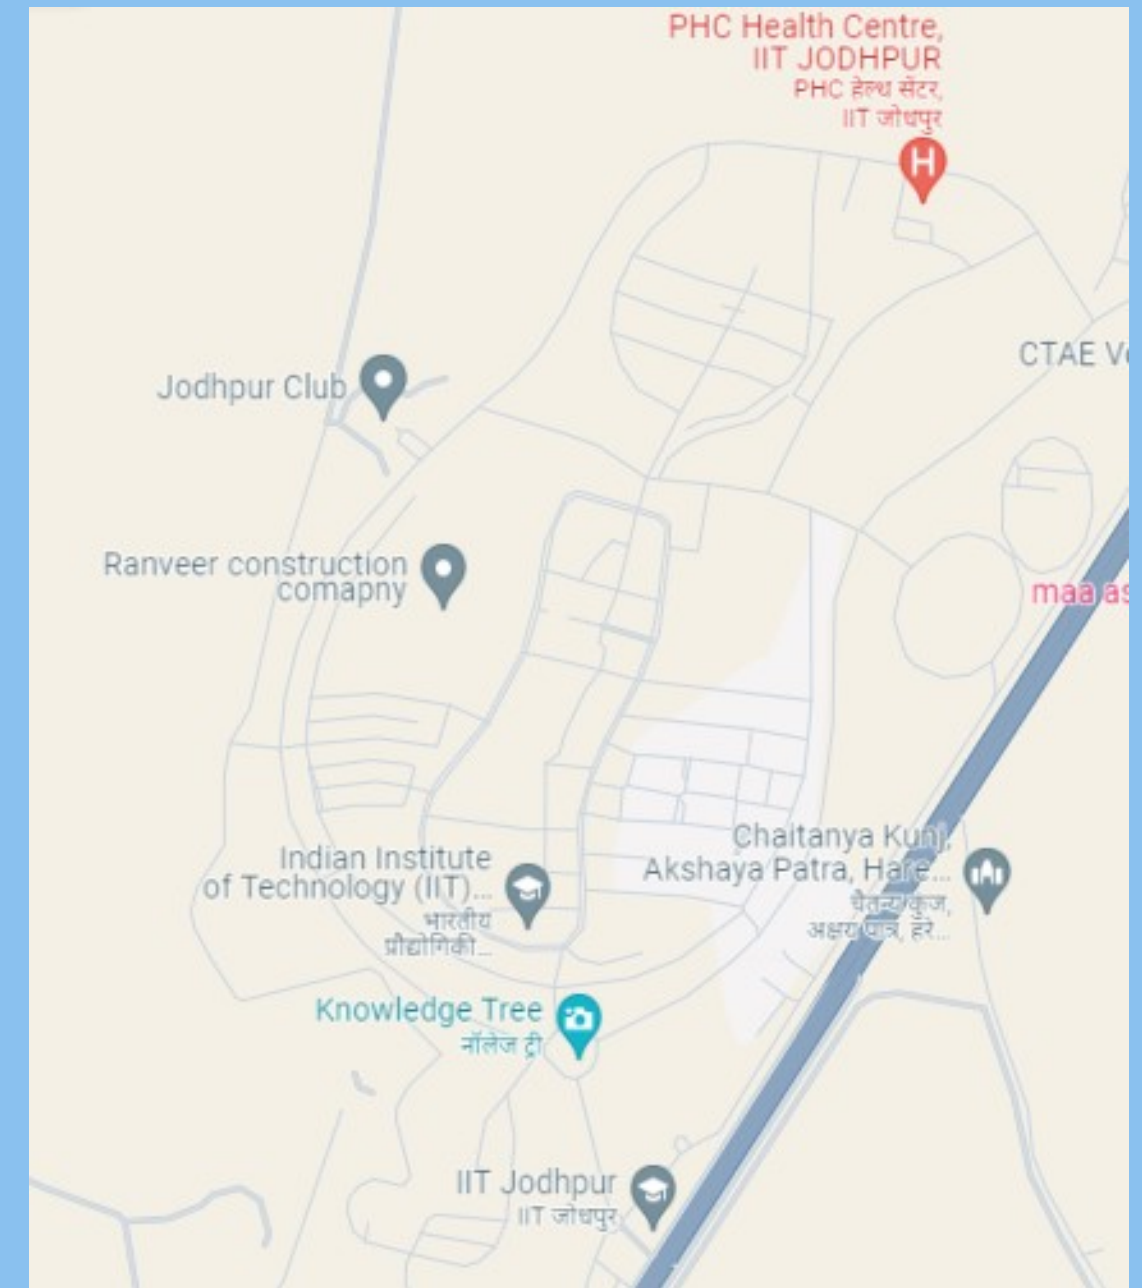 PHC Health Centre,
IIT JODHPUR
PHC हेल्थ सेंटर,
IIT जोधपुर
CTAE
Jodhpur Club
Ranveer construction
comapny
maa
Chaitanya Kunj,
Akshaya Patra, Hare...
चैतन्य कुंज,
अक्षय पात्र, हरे...
Indian Institute
of Technology (IIT)...
भारतीय
प्रौद्योगिकी...
Knowledge Tree
नॉलेज ट्री
IIT Jodhpur
IIT जोधपुर